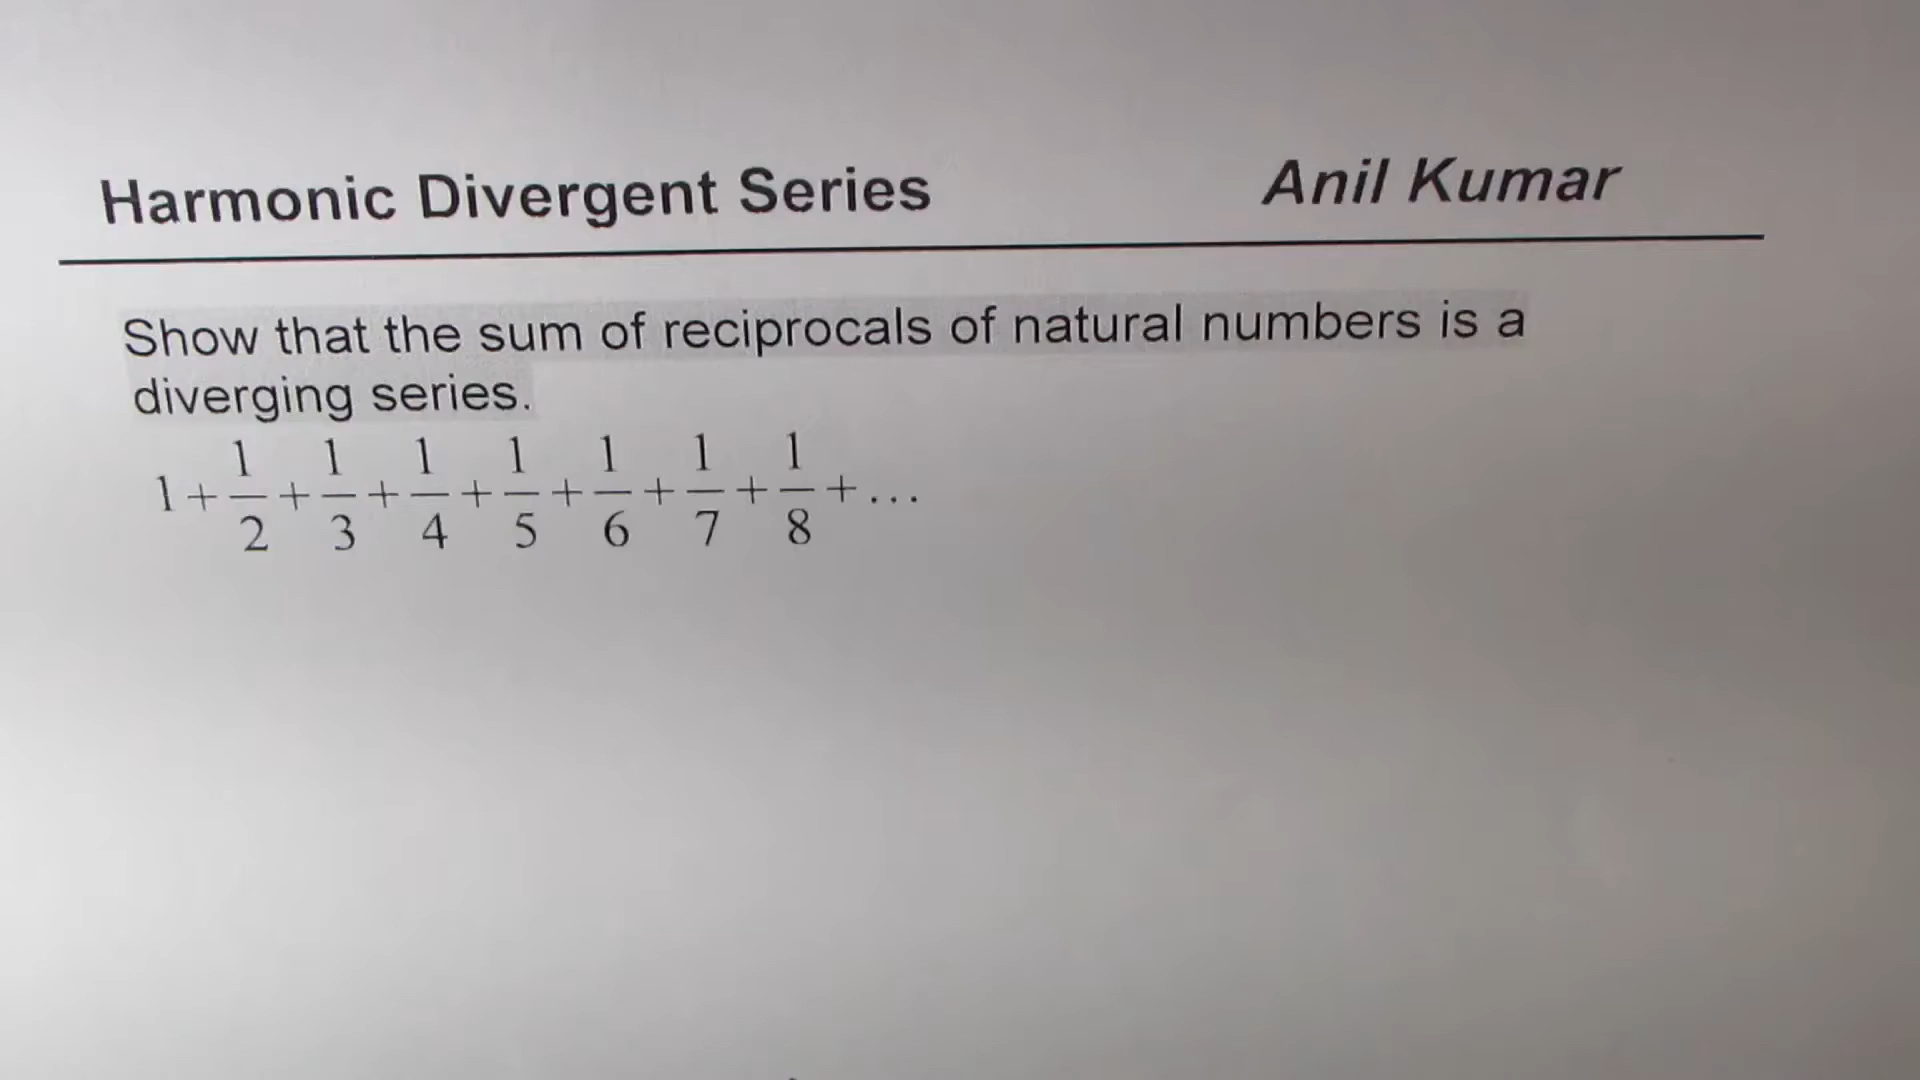 Harmonic Divergent Series
Anil Kumar
Show that the sum of reciprocals of natural numbers is a
diverging series.
1+1/2+1/3+1/4+1/5+1/6+1/7+1/8+...